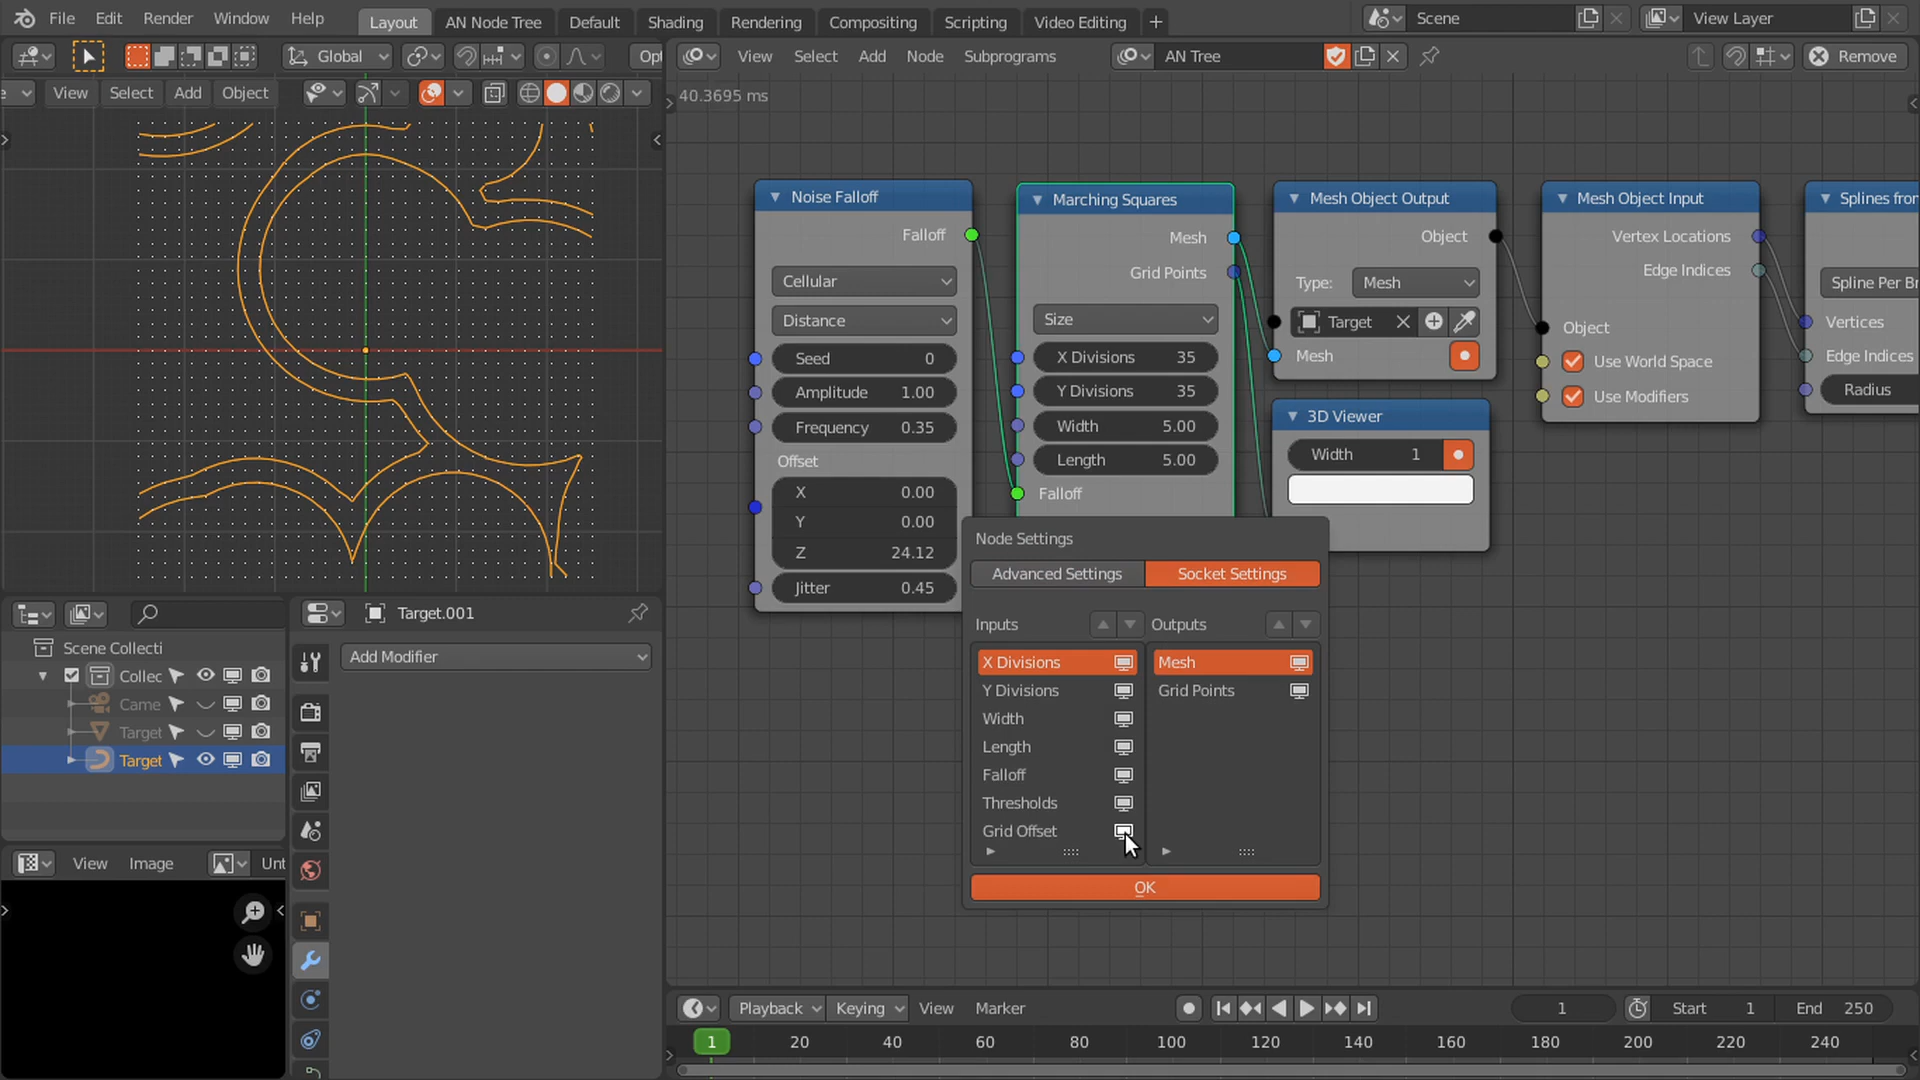 File Edit Render Window Help Layout AN Node Tree Default Shading Rendering Compositing Scripting Video Editing + Scene View Layer
Global Opt View Select Add Node Subprograms AN Tree Remove
e View Select Add Object
40.3695 ms
Noise Falloff
Falloff
Cellular
Distance
Seed 0
Amplitude 1.00
Frequency 0.35
Offset
X 0.00
Y 0.00
Z 24.12
Jitter 0.45
Marching Squares
Mesh
Grid Points
Size
X Divisions 35
Y Divisions 35
Width 5.00
Length 5.00
Falloff
Mesh Object Output
Object
Type: Mesh
Target
Mesh
3D Viewer
Width 1
Mesh Object Input
Vertex Locations
Edge Indices
Object
Use World Space
Use Modifiers
Splines from
Spline Per Br
Vertices
Edge Indices
Radius
Node Settings
Advanced Settings Socket Settings
Inputs Outputs
X Divisions Mesh
Y Divisions Grid Points
Width
Length
Falloff
Thresholds
Grid Offset
OK
Target.001
Scene Collecti
Collec
Came
Target
Target
Add Modifier
View Image Unt
Playback Keying View Marker 1 Start 1 End 250
1 20 40 60 80 100 120 140 160 180 200 220 240